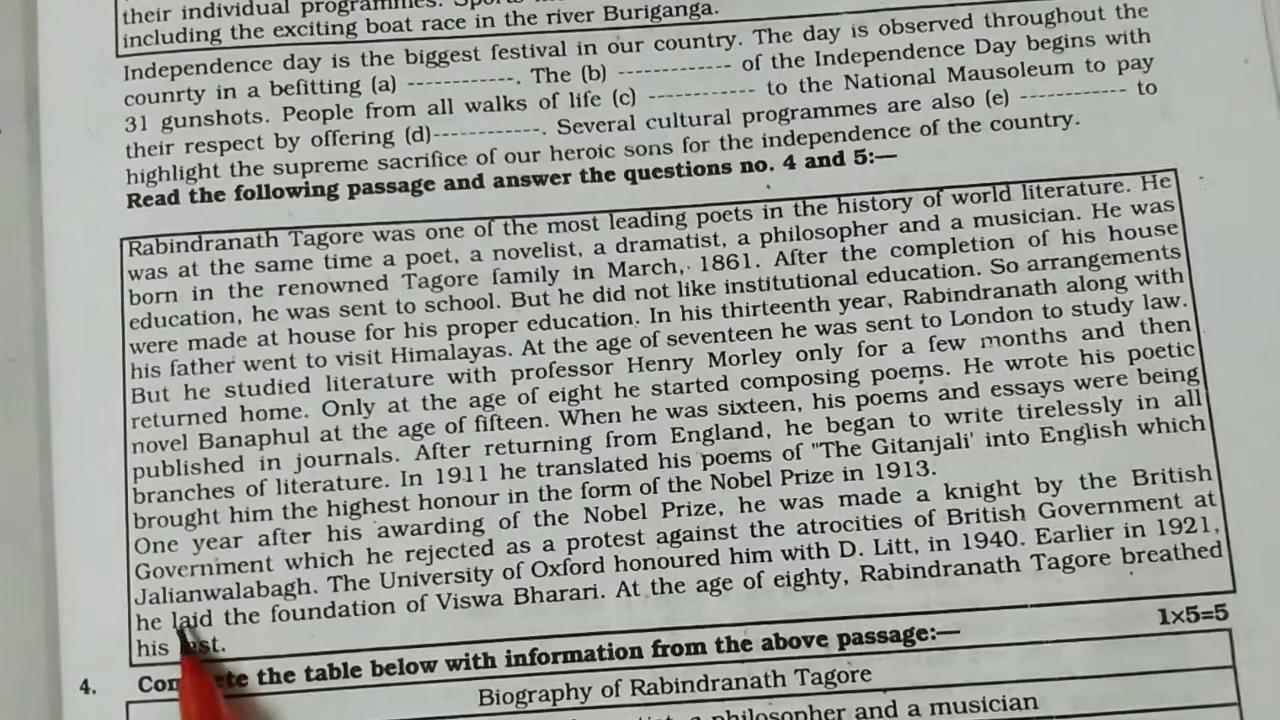 their individual programmes. Sports
including the exciting boat race in the river Buriganga.
Independence day is the biggest festival in our country. The day is observed throughout the
counrty in a befitting (a) ------------. The (b) ------------- of the Independence Day begins with
31 gunshots. People from all walks of life (c) ------------ to the National Mausoleum to pay
their respect by offering (d)------------. Several cultural programmes are also (e) ------------ to
highlight the supreme sacrifice of our heroic sons for the independence of the country.
Read the following passage and answer the questions no. 4 and 5:—
Rabindranath Tagore was one of the most leading poets in the history of world literature. He
was at the same time a poet, a novelist, a dramatist, a philosopher and a musician. He was
born in the renowned Tagore family in March, 1861. After the completion of his house
education, he was sent to school. But he did not like institutional education. So arrangements
were made at house for his proper education. In his thirteenth year, Rabindranath along with
his father went to visit Himalayas. At the age of seventeen he was sent to London to study law.
But he studied literature with professor Henry Morley only for a few months and then
returned home. Only at the age of eight he started composing poems. He wrote his poetic
novel Banaphul at the age of fifteen. When he was sixteen, his poems and essays were being
published in journals. After returning from England, he began to write tirelessly in all
branches of literature. In 1911 he translated his poems of "The Gitanjali' into English which
brought him the highest honour in the form of the Nobel Prize in 1913.
One year after his awarding of the Nobel Prize, he was made a knight by the British
Government which he rejected as a protest against the atrocities of British Government at
Jalianwalabagh. The University of Oxford honoured him with D. Litt, in 1940. Earlier in 1921,
he laid the foundation of Viswa Bharari. At the age of eighty, Rabindranath Tagore breathed
his last.
1×5=5
4. Complete the table below with information from the above passage:—
Biography of Rabindranath Tagore
a philosopher and a musician